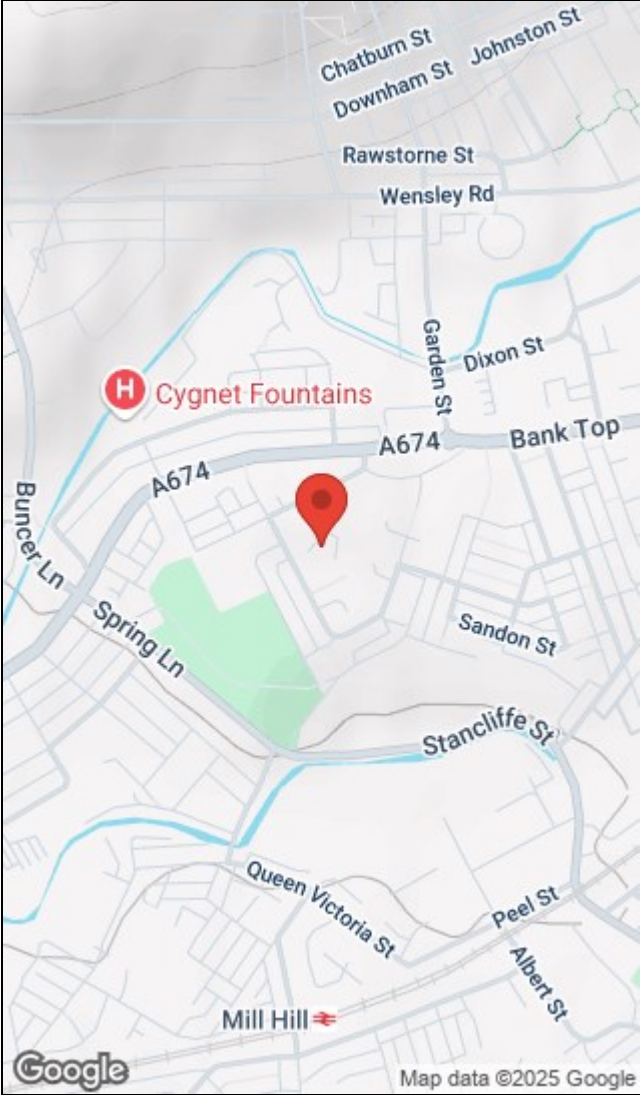 Chatburn St
Johnston St
Downham St
Rawstorne St
Wensley Rd
Garden St
Dixon St
H Cygnet Fountains
A674
Bank Top
A674
Buncer Ln
Spring Ln
Sandon St
Stancliffe St
Queen Victoria St
Peel St
Albert St
Mill Hill
Google
Map data ©2025 Google